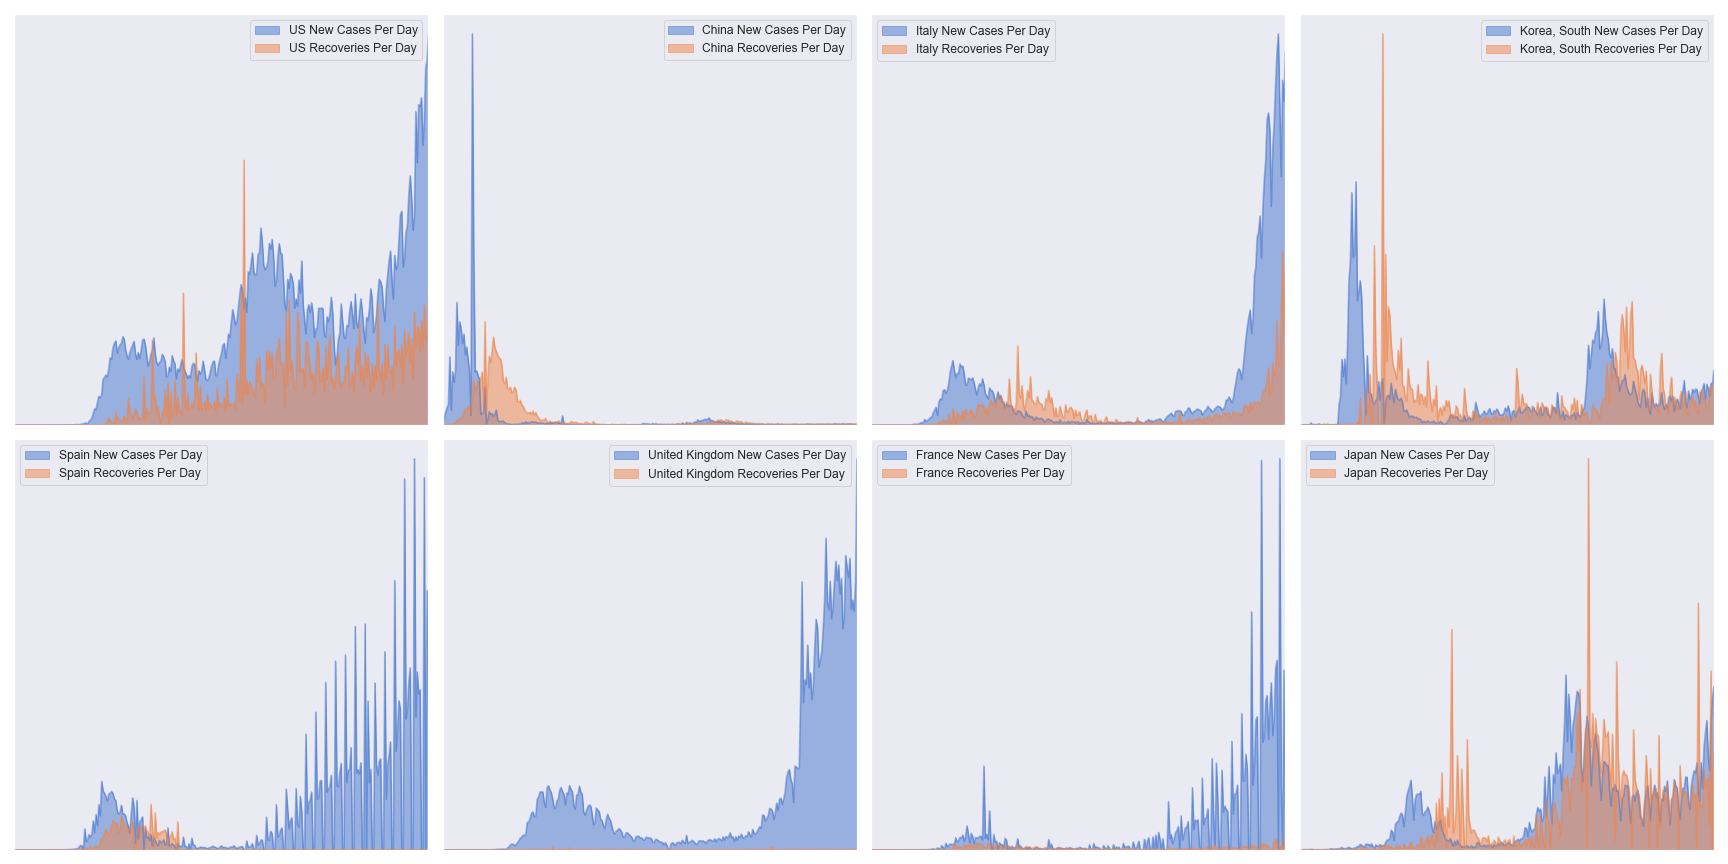 US New Cases Per Day
US Recoveries Per Day
China New Cases Per Day
China Recoveries Per Day
Italy New Cases Per Day
Italy Recoveries Per Day
Korea, South New Cases Per Day
Korea, South Recoveries Per Day
Spain New Cases Per Day
Spain Recoveries Per Day
United Kingdom New Cases Per Day
United Kingdom Recoveries Per Day
France New Cases Per Day
France Recoveries Per Day
Japan New Cases Per Day
Japan Recoveries Per Day